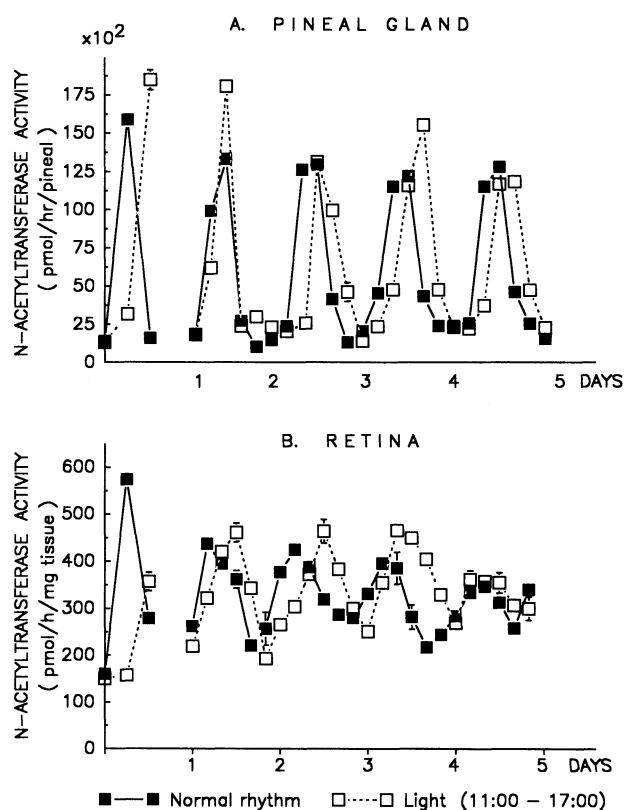 A. PINEAL GLAND
x10²
N-ACETYLTRANSFERASE ACTIVITY
( pmol/hr/pineal )
175
150
125
100
75
50
25
0
1 2 3 4 5 DAYS
B. RETINA
N-ACETYLTRANSFERASE ACTIVITY
( pmol/h/mg tissue )
600
500
400
300
200
100
0
1 2 3 4 5 DAYS
Normal rhythm Light (11:00 - 17:00)